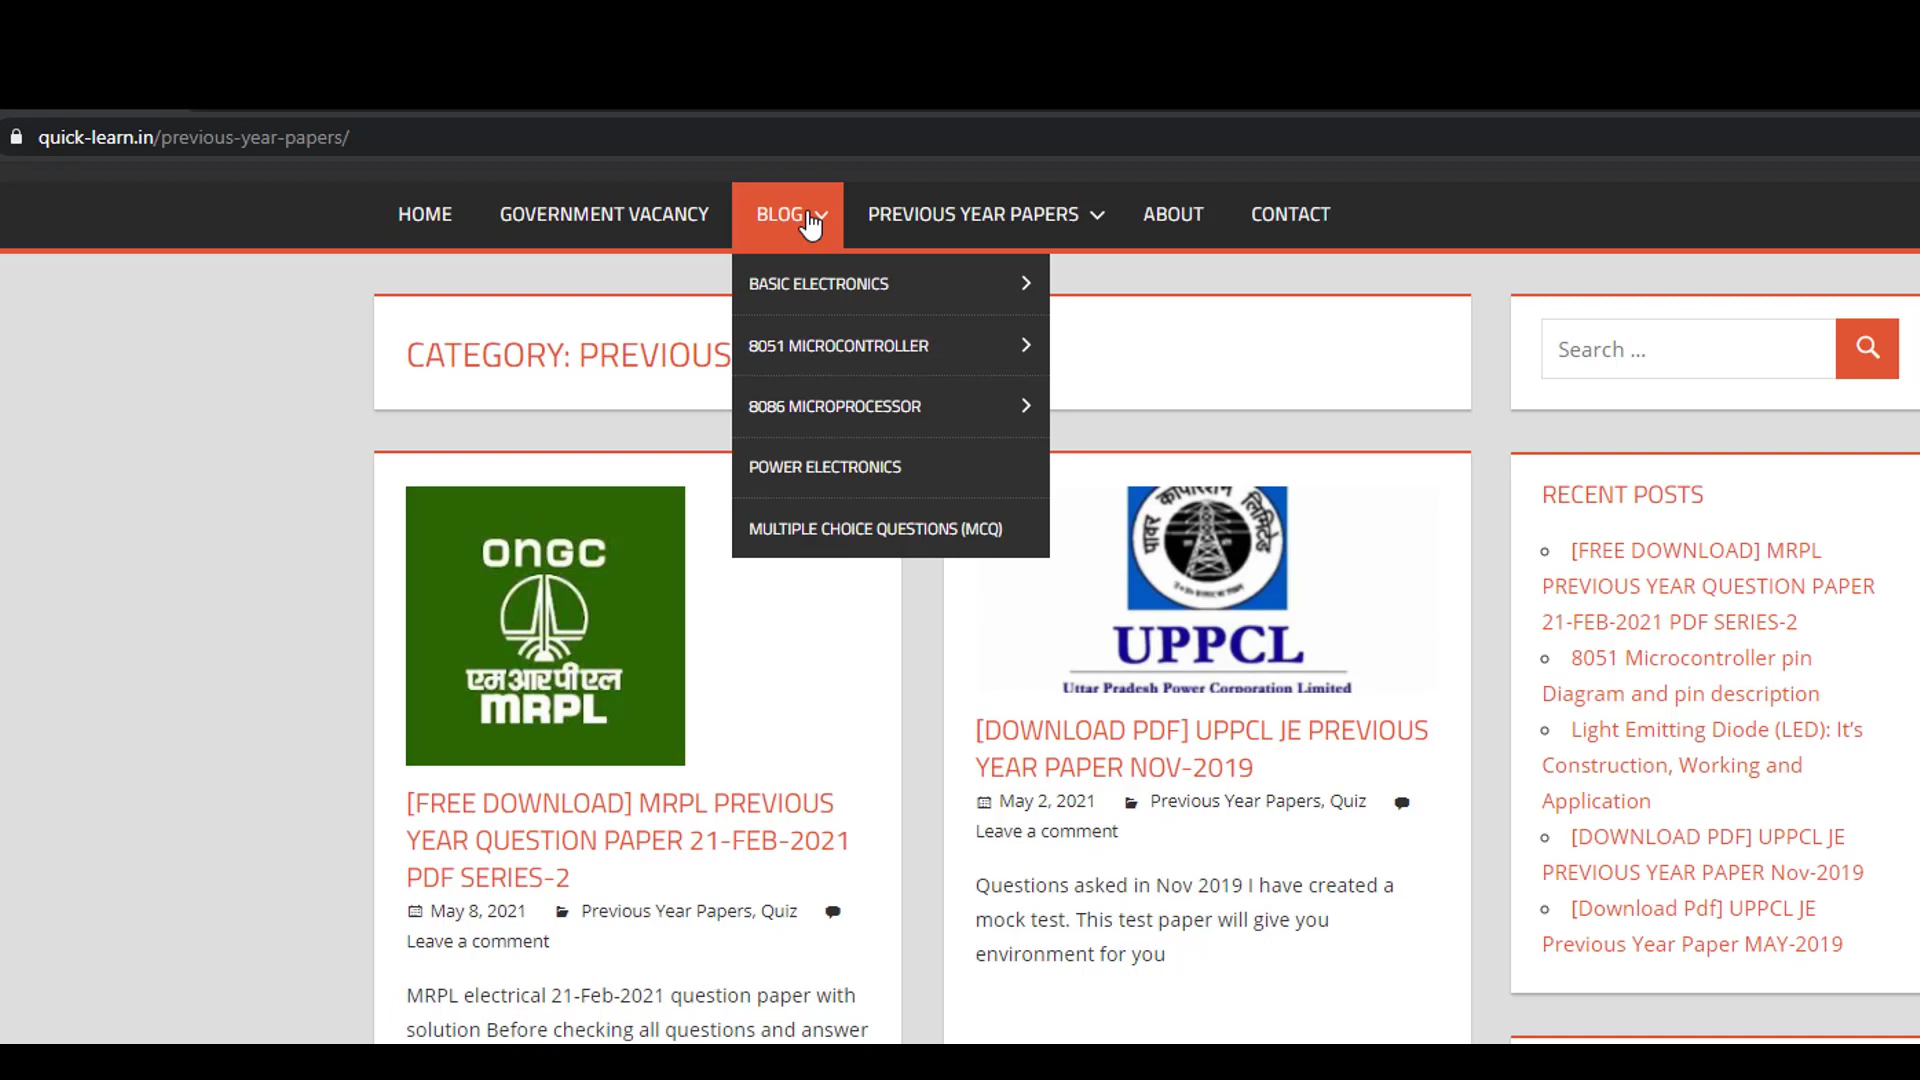 quick-learn.in/previous-year-papers/
HOME GOVERNMENT VACANCY BLOG PREVIOUS YEAR PAPERS ABOUT CONTACT
BASIC ELECTRONICS
8051 MICROCONTROLLER
8086 MICROPROCESSOR
POWER ELECTRONICS
MULTIPLE CHOICE QUESTIONS (MCQ)
CATEGORY: PREVIOUS
ONGC
एमआरपीएल
MRPL
[FREE DOWNLOAD] MRPL PREVIOUS
YEAR QUESTION PAPER 21-FEB-2021
PDF SERIES-2
May 8, 2021 Previous Year Papers, Quiz
Leave a comment
MRPL electrical 21-Feb-2021 question paper with
solution Before checking all questions and answer
पावर कारपोरेशन लिमिटेड
UPPCL
Uttar Pradesh Power Corporation Limited
[DOWNLOAD PDF] UPPCL JE PREVIOUS
YEAR PAPER NOV-2019
May 2, 2021 Previous Year Papers, Quiz
Leave a comment
Questions asked in Nov 2019 I have created a
mock test. This test paper will give you
environment for you
Search ...
RECENT POSTS
[FREE DOWNLOAD] MRPL
PREVIOUS YEAR QUESTION PAPER
21-FEB-2021 PDF SERIES-2
8051 Microcontroller pin
Diagram and pin description
Light Emitting Diode (LED): It's
Construction, Working and
Application
[DOWNLOAD PDF] UPPCL JE
PREVIOUS YEAR PAPER Nov-2019
[Download Pdf] UPPCL JE
Previous Year Paper MAY-2019